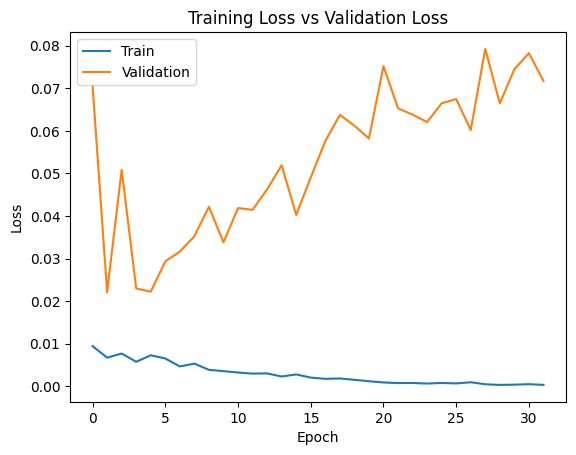 Training Loss vs Validation Loss
Train
Validation
0.08
0.07
0.06
0.05
0.04
0.03
0.02
0.01
0.00
Loss
0 5 10 15 20 25 30
Epoch